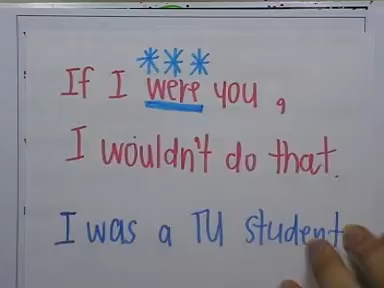 ***
If I were you,
I wouldn't do that.
I was a TU student